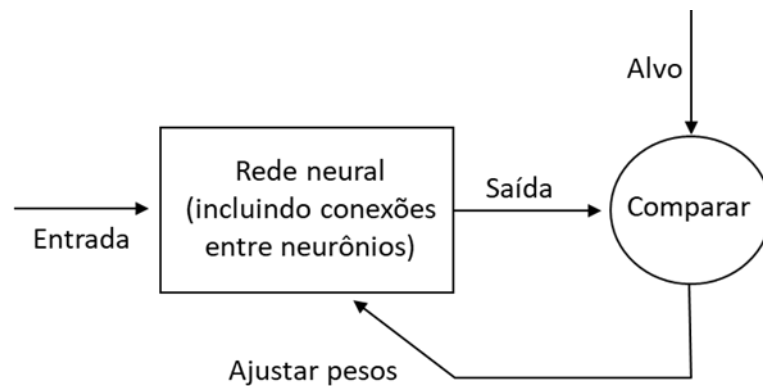 Alvo
Rede neural
(incluindo conexões
entre neurônios)
Saída
Comparar
Entrada
Ajustar pesos